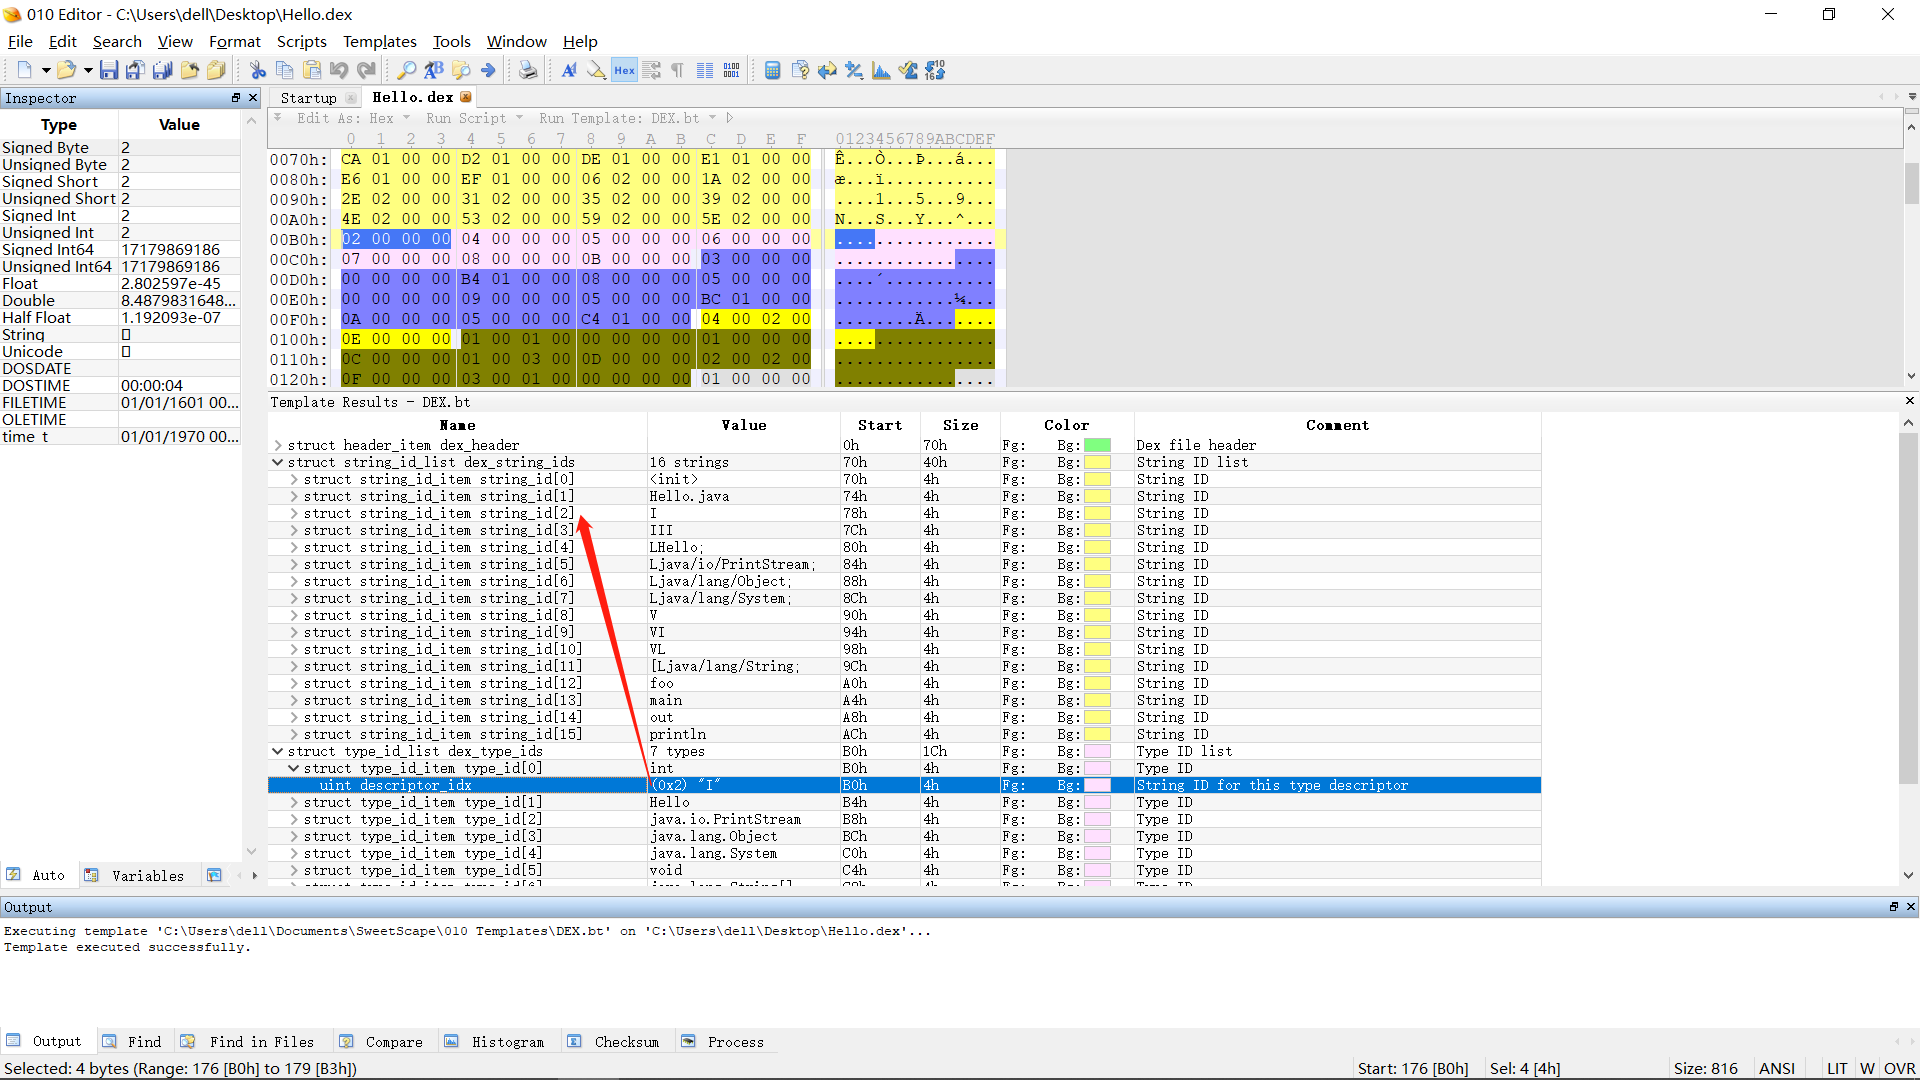 010 Editor - C:\Users\dell\Desktop\Hello.dex
File Edit Search View Format Scripts Templates Tools Window Help
Inspector
Type Value
Signed Byte 2
Unsigned Byte 2
Signed Short 2
Unsigned Short 2
Signed Int 2
Unsigned Int 2
Signed Int64 17179869186
Unsigned Int64 17179869186
Float 2.802597e-45
Double 8.4879831648...
Half Float 1.192093e-07
String
Unicode
DOSDATE
DOSTIME 00:00:04
FILETIME 01/01/1601 00...
OLETIME
time_t 01/01/1970 00...
Auto Variables
Startup Hello.dex
Edit As: Hex Run Script Run Template: DEX.bt
0 1 2 3 4 5 6 7 8 9 A B C D E F 0123456789ABCDEF
0070h: CA 01 00 00 D2 01 00 00 DE 01 00 00 E1 01 00 00 Ê...Ò...Þ...á...
0080h: E6 01 00 00 EF 01 00 00 06 02 00 00 1A 02 00 00 æ...ï...........
0090h: 2E 02 00 00 31 02 00 00 35 02 00 00 39 02 00 00 ....1...5...9...
00A0h: 4E 02 00 00 53 02 00 00 59 02 00 00 5E 02 00 00 N...S...Y...^...
00B0h: 02 00 00 00 04 00 00 00 05 00 00 00 06 00 00 00 ................
00C0h: 07 00 00 00 08 00 00 00 0B 00 00 00 03 00 00 00 ................
00D0h: 00 00 00 00 B4 01 00 00 08 00 00 00 05 00 00 00 ....´...........
00E0h: 00 00 00 00 09 00 00 00 05 00 00 00 BC 01 00 00 ............¼...
00F0h: 0A 00 00 00 05 00 00 00 C4 01 00 00 04 00 02 00 ........Ä.......
0100h: 0E 00 00 00 01 00 01 00 00 00 00 00 01 00 00 00 ................
0110h: 0C 00 00 00 01 00 03 00 0D 00 00 00 02 00 02 00 ................
0120h: 0F 00 00 00 03 00 01 00 00 00 00 00 01 00 00 00 ................
Template Results - DEX.bt
Name Value Start Size Color Comment
struct header_item dex_header 0h 70h Fg: Bg: Dex file header
struct string_id_list dex_string_ids 16 strings 70h 40h Fg: Bg: String ID list
struct string_id_item string_id[0] <init> 70h 4h Fg: Bg: String ID
struct string_id_item string_id[1] Hello.java 74h 4h Fg: Bg: String ID
struct string_id_item string_id[2] I 78h 4h Fg: Bg: String ID
struct string_id_item string_id[3] III 7Ch 4h Fg: Bg: String ID
struct string_id_item string_id[4] LHello; 80h 4h Fg: Bg: String ID
struct string_id_item string_id[5] Ljava/io/PrintStream; 84h 4h Fg: Bg: String ID
struct string_id_item string_id[6] Ljava/lang/Object; 88h 4h Fg: Bg: String ID
struct string_id_item string_id[7] Ljava/lang/System; 8Ch 4h Fg: Bg: String ID
struct string_id_item string_id[8] V 90h 4h Fg: Bg: String ID
struct string_id_item string_id[9] VI 94h 4h Fg: Bg: String ID
struct string_id_item string_id[10] VL 98h 4h Fg: Bg: String ID
struct string_id_item string_id[11] [Ljava/lang/String; 9Ch 4h Fg: Bg: String ID
struct string_id_item string_id[12] foo A0h 4h Fg: Bg: String ID
struct string_id_item string_id[13] main A4h 4h Fg: Bg: String ID
struct string_id_item string_id[14] out A8h 4h Fg: Bg: String ID
struct string_id_item string_id[15] println ACh 4h Fg: Bg: String ID
struct type_id_list dex_type_ids 7 types B0h 1Ch Fg: Bg: Type ID list
struct type_id_item type_id[0] int B0h 4h Fg: Bg: Type ID
uint descriptor_idx (0x2) "I" B0h 4h Fg: Bg: String ID for this type descriptor
struct type_id_item type_id[1] Hello B4h 4h Fg: Bg: Type ID
struct type_id_item type_id[2] java.io.PrintStream B8h 4h Fg: Bg: Type ID
struct type_id_item type_id[3] java.lang.Object BCh 4h Fg: Bg: Type ID
struct type_id_item type_id[4] java.lang.System C0h 4h Fg: Bg: Type ID
struct type_id_item type_id[5] void C4h 4h Fg: Bg: Type ID
Output
Executing template 'C:\Users\dell\Documents\SweetScape\010 Templates\DEX.bt' on 'C:\Users\dell\Desktop\Hello.dex'...
Template executed successfully.
Output Find Find in Files Compare Histogram Checksum Process
Selected: 4 bytes (Range: 176 [B0h] to 179 [B3h]) Start: 176 [B0h] Sel: 4 [4h] Size: 816 ANSI LIT W OVR